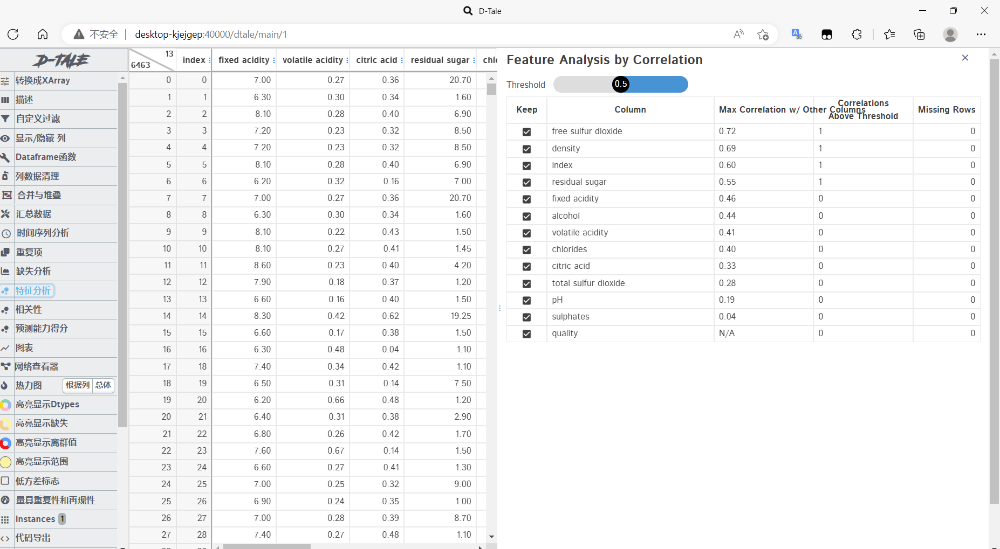 D-Tale
不安全 desktop-kjejgep:40000/dtale/main/1
D-TALE
转换成XArray
描述
自定义过滤
显示/隐藏 列
Dataframe函数
列数据清理
合并与堆叠
汇总数据
时间序列分析
重复项
缺失分析
特征分析
相关性
预测能力得分
图表
网络查看器
热力图 根据列 总体
高亮显示Dtypes
高亮显示缺失
高亮显示离群值
高亮显示范围
低方差标志
量具重复性和再现性
Instances 1
代码导出
13
6463
index fixed acidity volatile acidity citric acid residual sugar chlo
0 0 7.00 0.27 0.36 20.70
1 1 6.30 0.30 0.34 1.60
2 2 8.10 0.28 0.40 6.90
3 3 7.20 0.23 0.32 8.50
4 4 7.20 0.23 0.32 8.50
5 5 8.10 0.28 0.40 6.90
6 6 6.20 0.32 0.16 7.00
7 7 7.00 0.27 0.36 20.70
8 8 6.30 0.30 0.34 1.60
9 9 8.10 0.22 0.43 1.50
10 10 8.10 0.27 0.41 1.45
11 11 8.60 0.23 0.40 4.20
12 12 7.90 0.18 0.37 1.20
13 13 6.60 0.16 0.40 1.50
14 14 8.30 0.42 0.62 19.25
15 15 6.60 0.17 0.38 1.50
16 16 6.30 0.48 0.04 1.10
17 18 7.40 0.34 0.42 1.10
18 19 6.50 0.31 0.14 7.50
19 20 6.20 0.66 0.48 1.20
20 21 6.40 0.31 0.38 2.90
21 22 6.80 0.26 0.42 1.70
22 23 7.60 0.67 0.14 1.50
23 24 6.60 0.27 0.41 1.30
24 25 7.00 0.25 0.32 9.00
25 26 6.90 0.24 0.35 1.00
26 27 7.00 0.28 0.39 8.70
27 28 7.40 0.27 0.48 1.10
Feature Analysis by Correlation
Threshold 0.5
Keep Column Max Correlation w/ Other Columns Correlations Above Threshold Missing Rows
free sulfur dioxide 0.72 1 0
density 0.69 1 0
index 0.60 1 0
residual sugar 0.55 1 0
fixed acidity 0.46 0 0
alcohol 0.44 0 0
volatile acidity 0.41 0 0
chlorides 0.40 0 0
citric acid 0.33 0 0
total sulfur dioxide 0.28 0 0
pH 0.19 0 0
sulphates 0.04 0 0
quality N/A 0 0